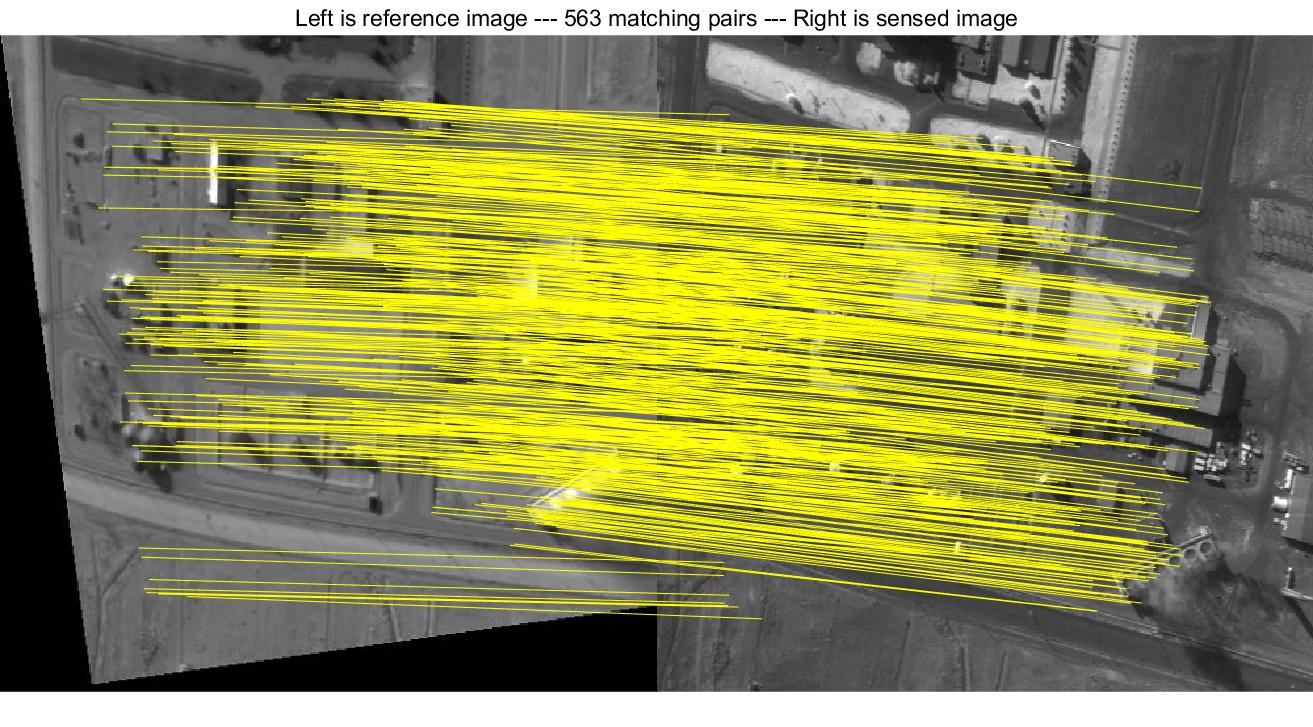 Left is reference image --- 563 matching pairs --- Right is sensed image